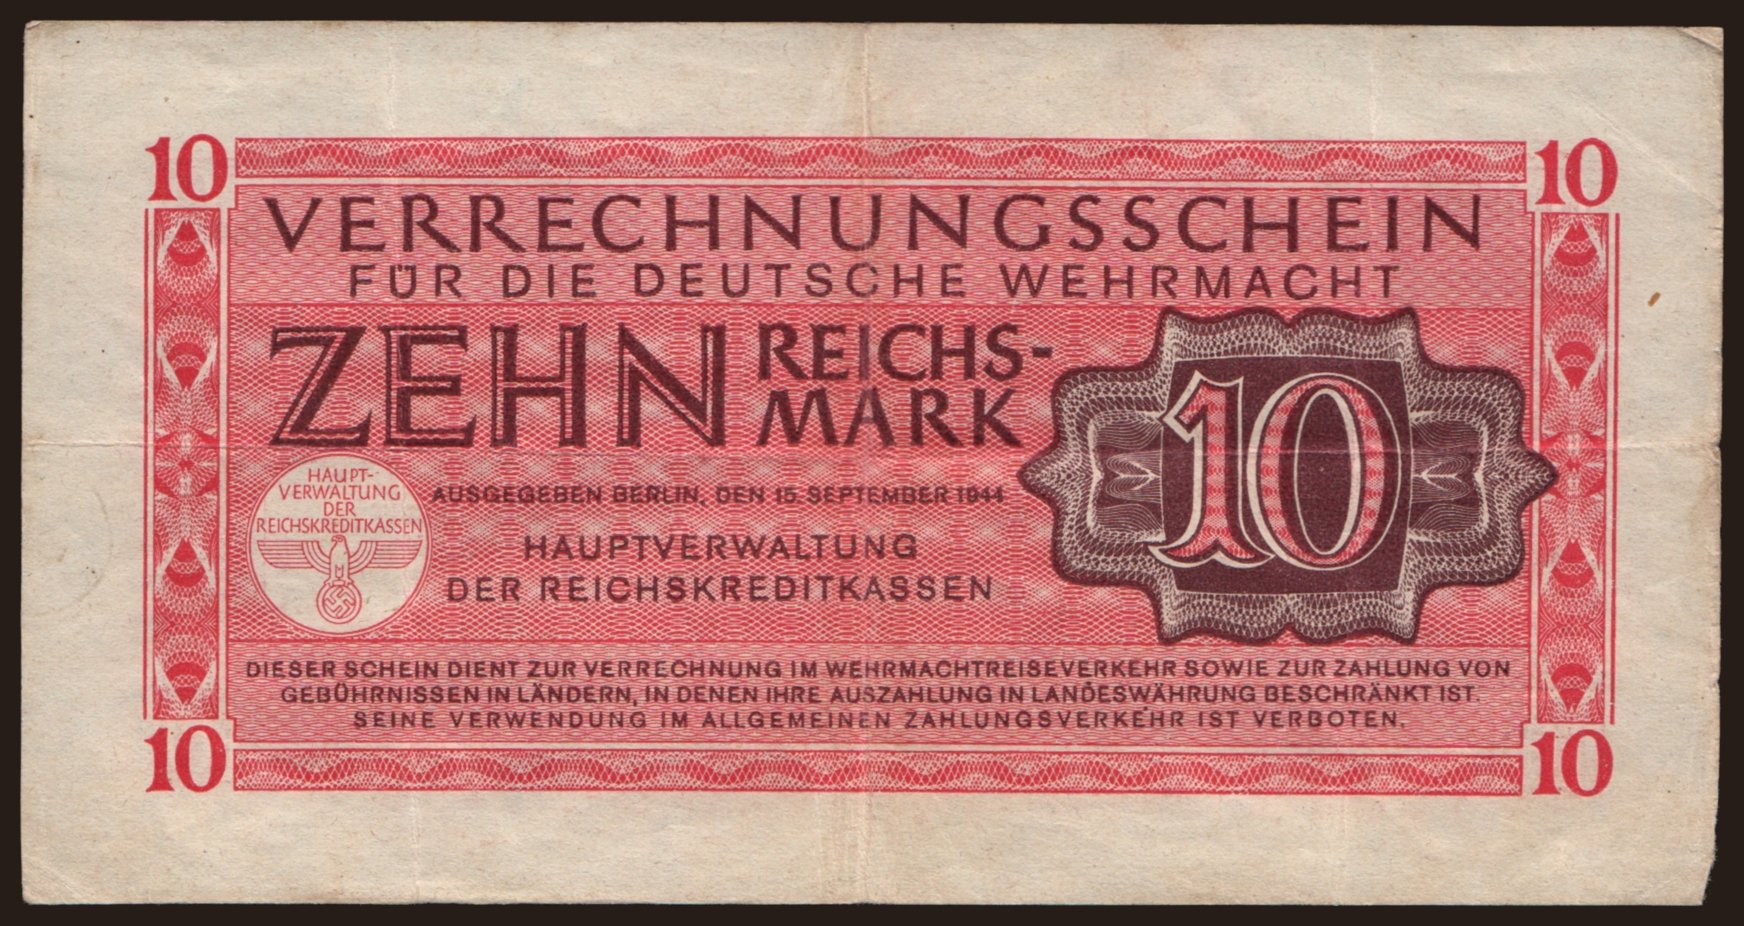 10 10
VERRECHNUNGSSCHEIN
FÜR DIE DEUTSCHE WEHRMACHT
ZEHN REICHS-
MARK
10
HAUPT-
VERWALTUNG
DER
REICHSKREDITKASSEN
AUSGEGEBEN BERLIN, DEN 15. SEPTEMBER 1944
HAUPTVERWALTUNG
DER REICHSKREDITKASSEN
DIESER SCHEIN DIENT ZUR VERRECHNUNG IM WEHRMACHTREISEVERKEHR SOWIE ZUR ZAHLUNG VON
GEBÜHRNISSEN IN LÄNDERN, IN DENEN IHRE AUSZAHLUNG IN LANDESWÄHRUNG BESCHRÄNKT IST.
SEINE VERWENDUNG IM ALLGEMEINEN ZAHLUNGSVERKEHR IST VERBOTEN.
10 10